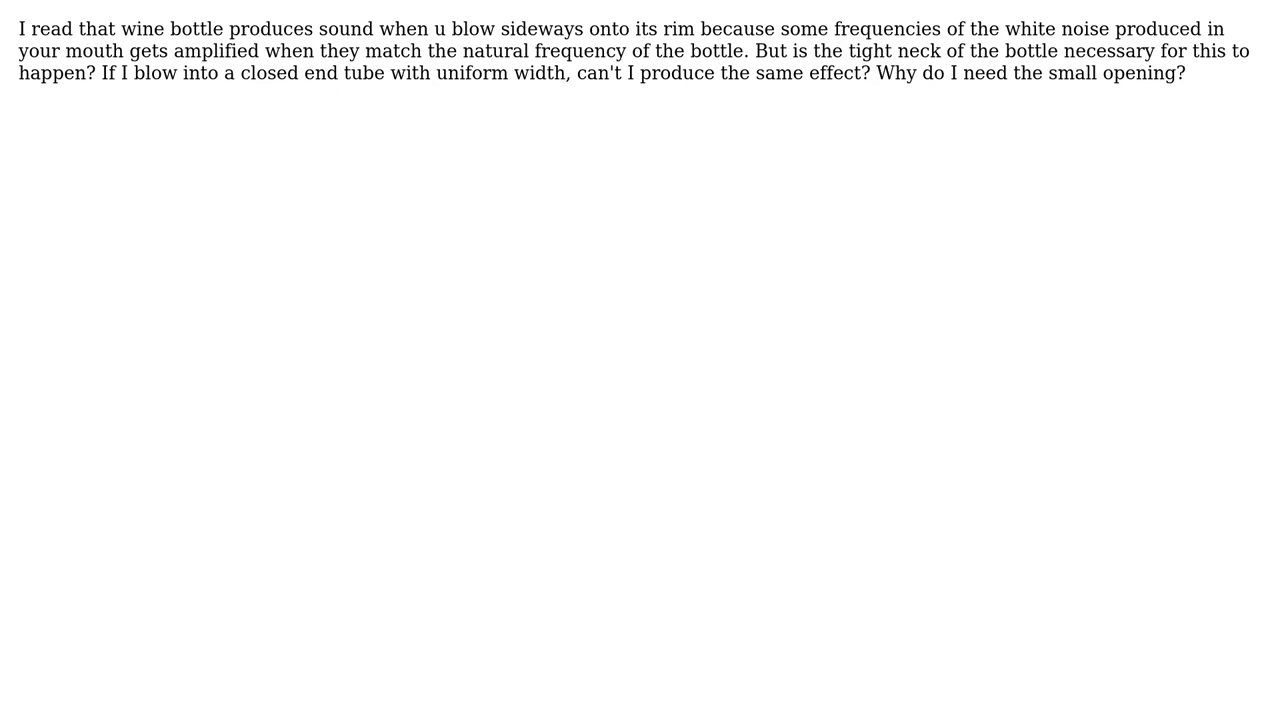 I read that wine bottle produces sound when u blow sideways onto its rim because some frequencies of the white noise produced in
your mouth gets amplified when they match the natural frequency of the bottle. But is the tight neck of the bottle necessary for this to
happen? If I blow into a closed end tube with uniform width, can't I produce the same effect? Why do I need the small opening?